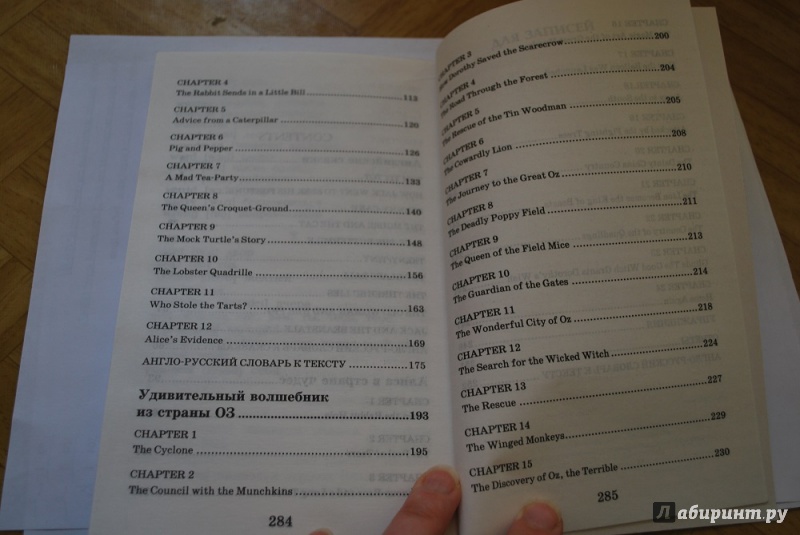 CHAPTER 4
The Rabbit Sends in a Little Bill 113
CHAPTER 5
Advice from a Caterpillar 120
CHAPTER 6
Pig and Pepper 126
CHAPTER 7
A Mad Tea-Party 133
CHAPTER 8
The Queen's Croquet-Ground 140
CHAPTER 9
The Mock Turtle's Story 148
CHAPTER 10
The Lobster Quadrille 156
CHAPTER 11
Who Stole the Tarts? 163
CHAPTER 12
Alice's Evidence 169
АНГЛО-РУССКИЙ СЛОВАРЬ К ТЕКСТУ 175
Удивительный волшебник
из страны ОЗ 193
CHAPTER 1
The Cyclone 195
CHAPTER 2
The Council with the Munchkins
284
CHAPTER 3
How Dorothy Saved the Scarecrow 200
CHAPTER 4
The Road Through the Forest 204
CHAPTER 5
The Rescue of the Tin Woodman 205
CHAPTER 6
The Cowardly Lion 208
CHAPTER 7
The Journey to the Great Oz 210
CHAPTER 8
The Deadly Poppy Field 211
CHAPTER 9
The Queen of the Field Mice 213
CHAPTER 10
The Guardian of the Gates 214
CHAPTER 11
The Wonderful City of Oz 218
CHAPTER 12
The Search for the Wicked Witch 224
CHAPTER 13
The Rescue 227
CHAPTER 14
The Winged Monkeys 229
CHAPTER 15
The Discovery of Oz, the Terrible 230
285
Лабиринт.ру